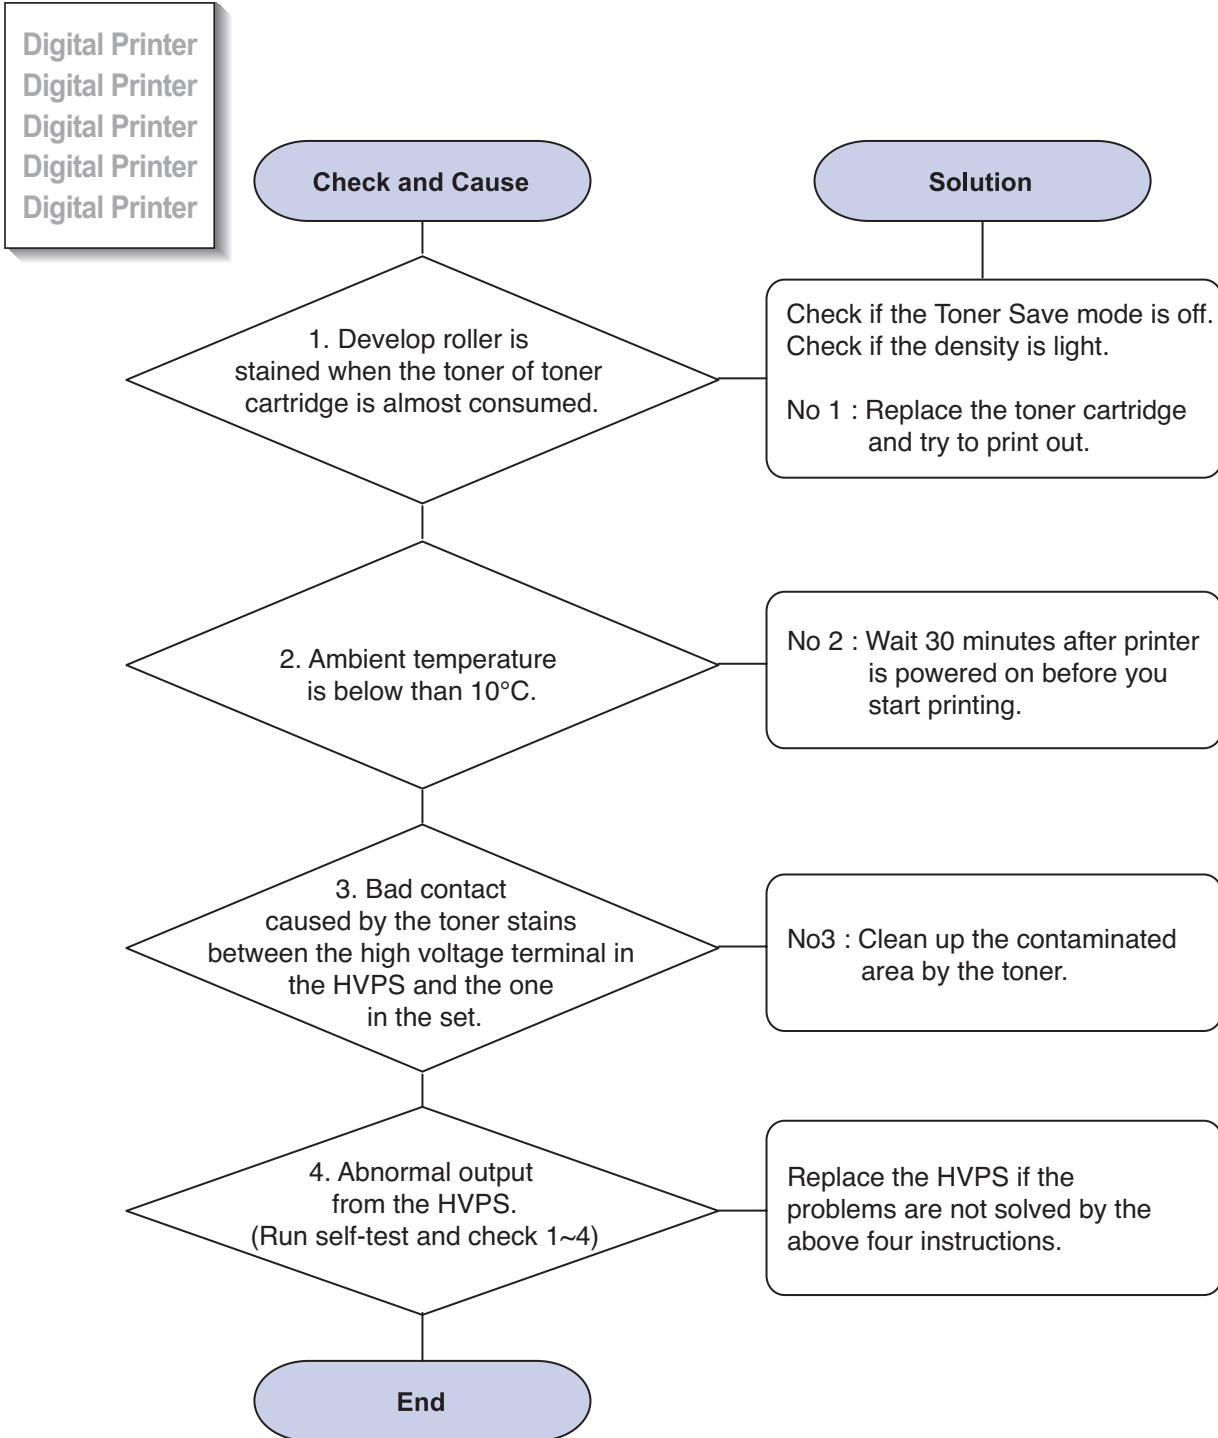 Digital Printer
Digital Printer
Digital Printer
Digital Printer
Digital Printer
Check and Cause
Solution
1. Develop roller is
stained when the toner of toner
cartridge is almost consumed.
Check if the Toner Save mode is off.
Check if the density is light.
No 1 : Replace the toner cartridge
and try to print out.
2. Ambient temperature
is below than 10°C.
No 2 : Wait 30 minutes after printer
is powered on before you
start printing.
3. Bad contact
caused by the toner stains
between the high voltage terminal in
the HVPS and the one
in the set.
No3 : Clean up the contaminated
area by the toner.
4. Abnormal output
from the HVPS.
(Run self-test and check 1~4)
Replace the HVPS if the
problems are not solved by the
above four instructions.
End